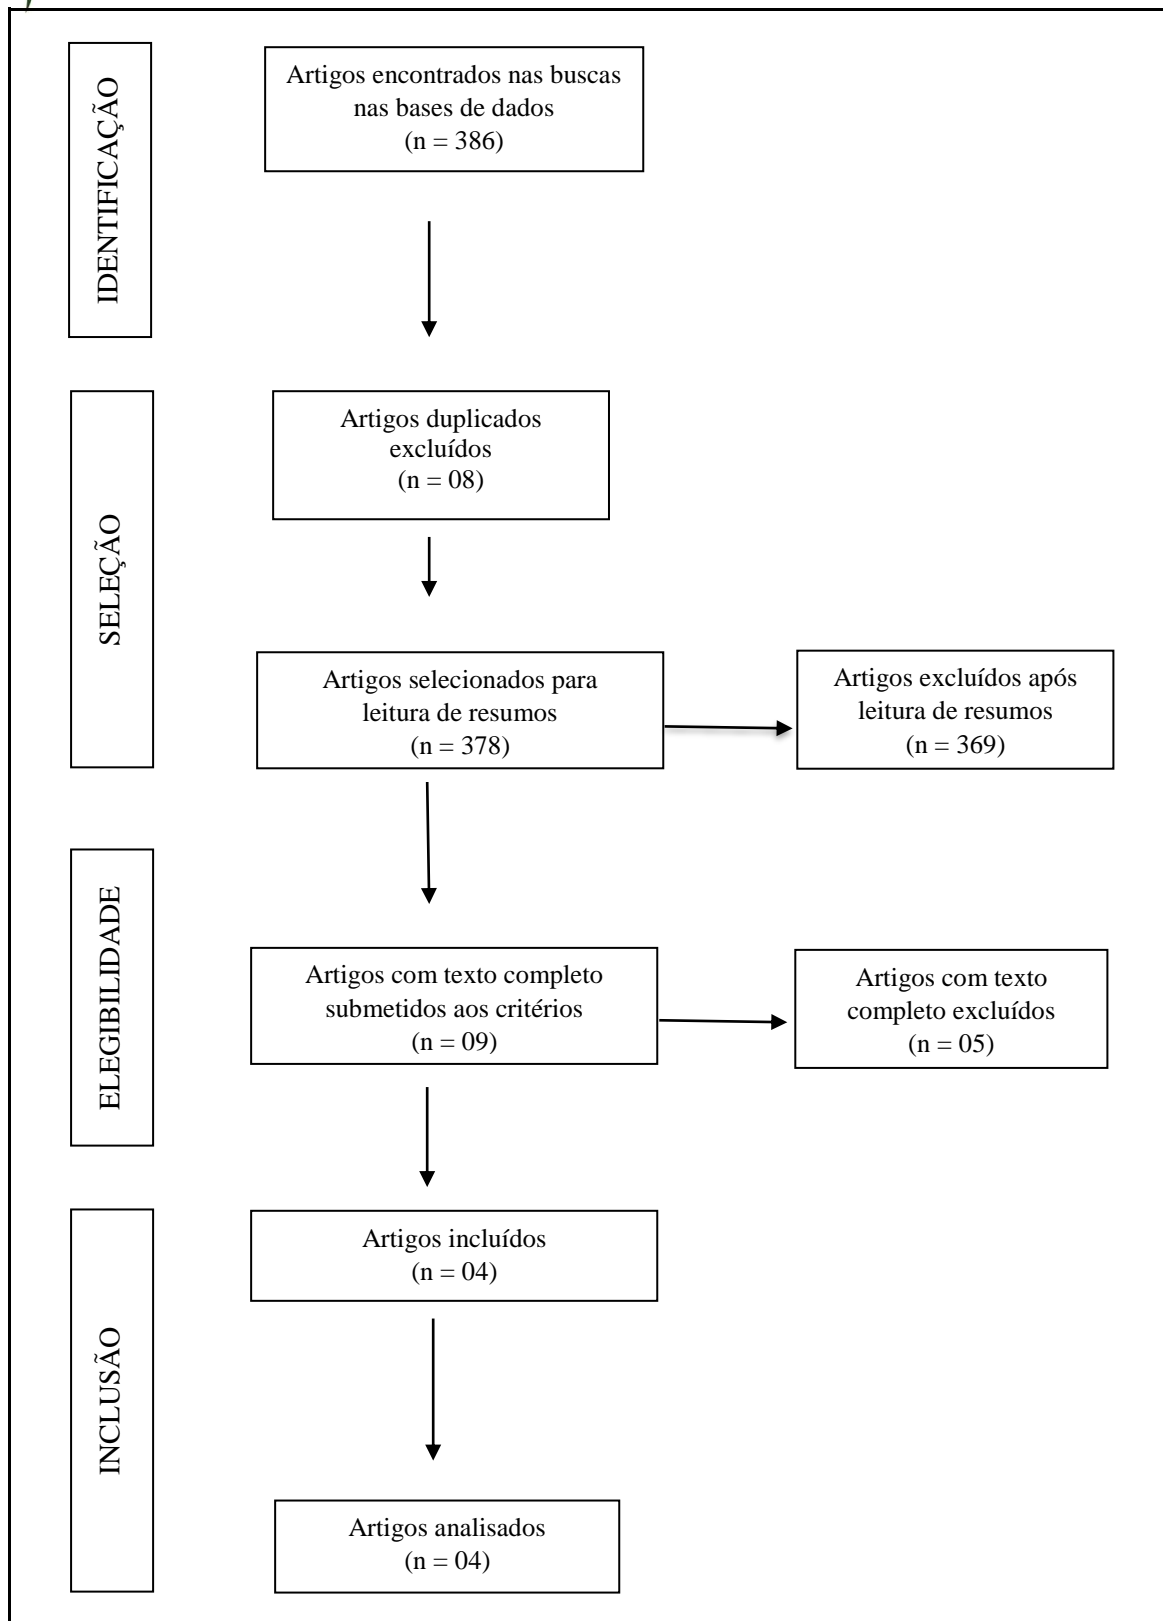 IDENTIFICAÇÃO
Artigos encontrados nas buscas
nas bases de dados
(n = 386)
SELEÇÃO
Artigos duplicados
excluídos
(n = 08)
Artigos selecionados para
leitura de resumos
(n = 378)
Artigos excluídos após
leitura de resumos
(n = 369)
ELEGIBILIDADE
Artigos com texto completo
submetidos aos critérios
(n = 09)
Artigos com texto
completo excluídos
(n = 05)
INCLUSÃO
Artigos incluídos
(n = 04)
Artigos analisados
(n = 04)